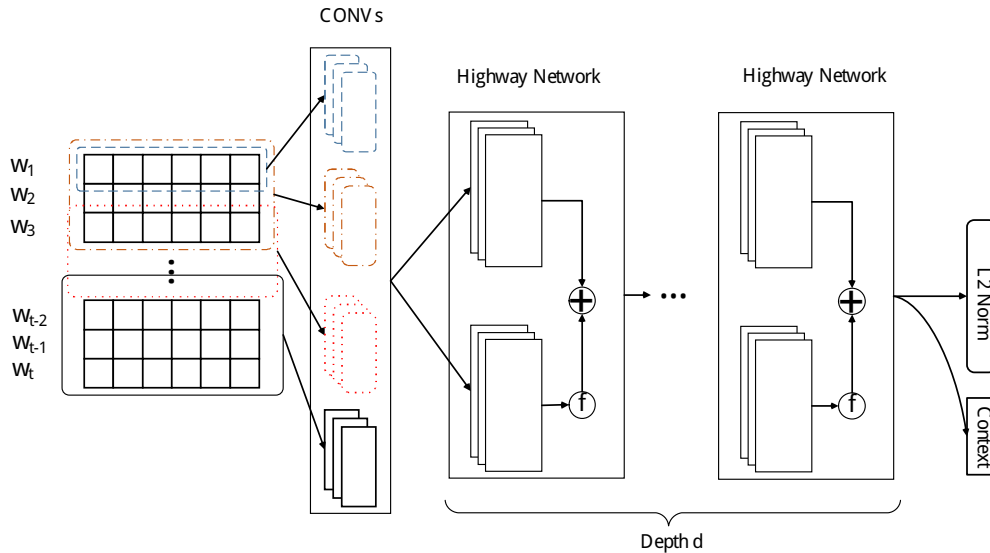 CONVs
Highway Network
Highway Network
W1
W2
W3
Wt-2
Wt-1
Wt
+
f
...
+
f
L2 Norm
Context
Depth d